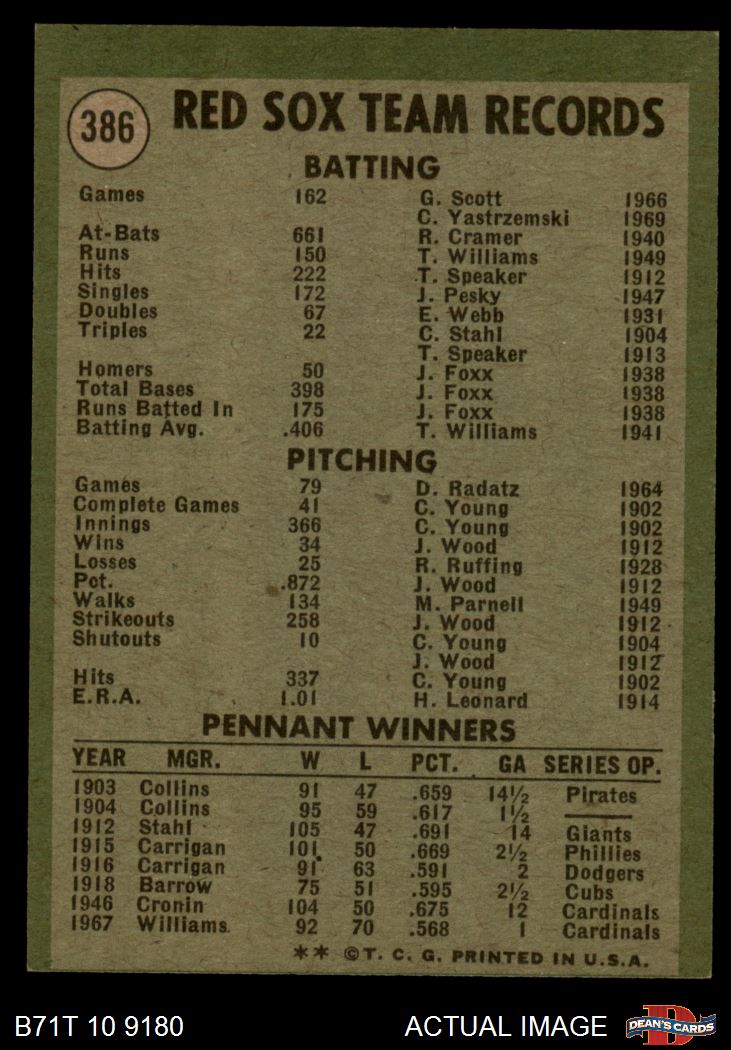 386 RED SOX TEAM RECORDS
BATTING
Games 162 G. Scott 1966
C. Yastrzemski 1969
At-Bats 661 R. Cramer 1940
Runs 150 T. Williams 1949
Hits 222 T. Speaker 1912
Singles 172 J. Pesky 1947
Doubles 67 E. Webb 1931
Triples 22 C. Stahl 1904
T. Speaker 1913
Homers 50 J. Foxx 1938
Total Bases 398 J. Foxx 1938
Runs Batted In 175 J. Foxx 1938
Batting Avg. .406 T. Williams 1941
PITCHING
Games 79 D. Radatz 1964
Complete Games 41 C. Young 1902
Innings 366 C. Young 1902
Wins 34 J. Wood 1912
Losses 25 R. Ruffing 1928
Pct. .872 J. Wood 1912
Walks 134 M. Parnell 1949
Strikeouts 258 J. Wood 1912
Shutouts 10 C. Young 1904
J. Wood 1912
Hits 337 C. Young 1902
E.R.A. 1.01 H. Leonard 1914
PENNANT WINNERS
YEAR MGR. W L PCT. GA SERIES OP.
1903 Collins 91 47 .659 14½ Pirates
1904 Collins 95 59 .617 1½ ——
1912 Stahl 105 47 .691 14 Giants
1915 Carrigan 101 50 .669 2½ Phillies
1916 Carrigan 91 63 .591 2 Dodgers
1918 Barrow 75 51 .595 2½ Cubs
1946 Cronin 104 50 .675 12 Cardinals
1967 Williams 92 70 .568 1 Cardinals
** ©T. C. G. PRINTED IN U.S.A.
B71T 10 9180 ACTUAL IMAGE D DEAN'S CARDS